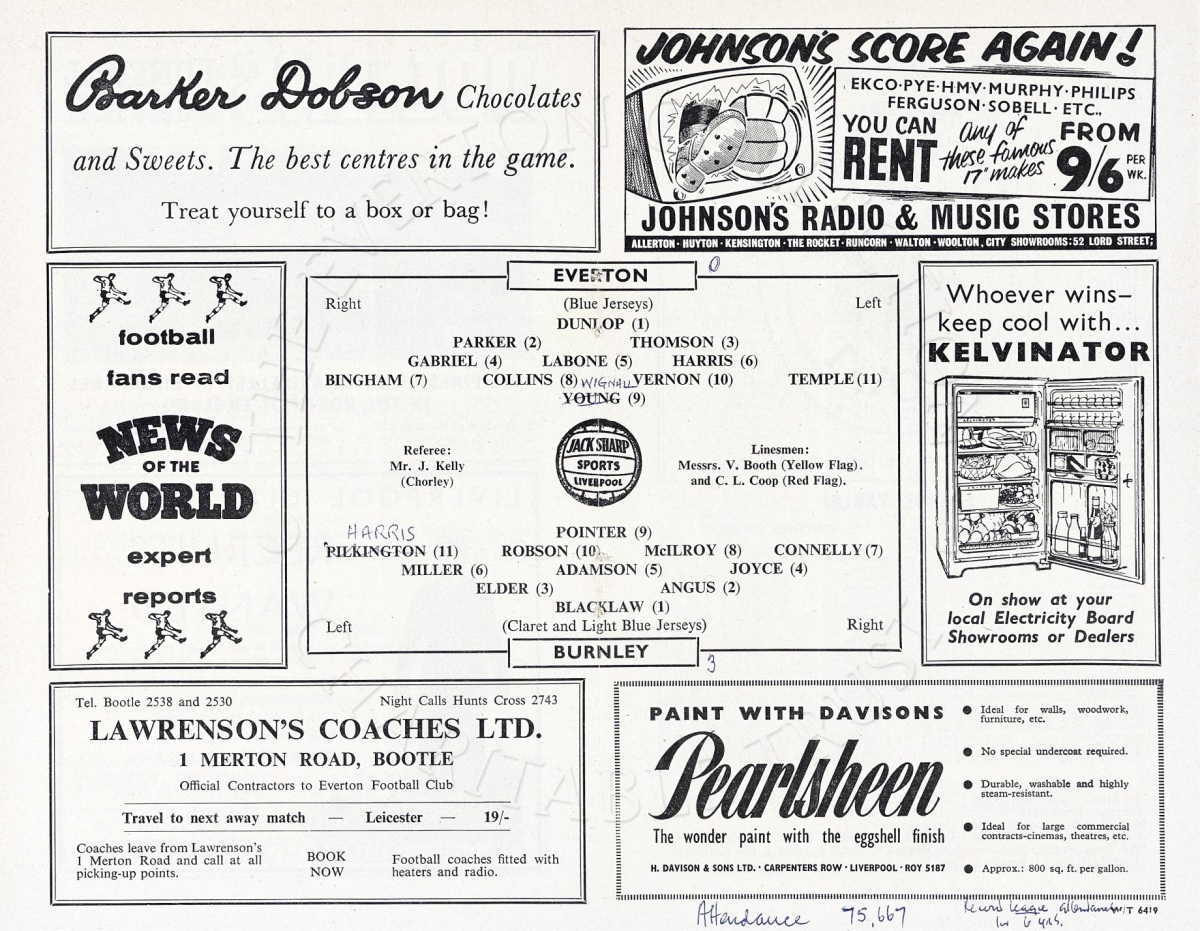 Barker Dobson Chocolates
and Sweets. The best centres in the game.
Treat yourself to a box or bag!
JOHNSON'S SCORE AGAIN!
EKCO·PYE·HMV·MURPHY·PHILIPS
FERGUSON·SOBELL·ETC.,
YOU CAN
RENT
any of
these famous
17" makes
FROM
9/6 PER
WK.
JOHNSON'S RADIO & MUSIC STORES
ALLERTON·HUYTON·KENSINGTON·THE ROCKET·RUNCORN·WALTON·WOOLTON, CITY SHOWROOMS:52 LORD STREET;
football
fans read
NEWS
OF THE
WORLD
expert
reports
EVERTON 0
Right (Blue Jerseys) Left
DUNLOP (1)
PARKER (2) THOMSON (3)
GABRIEL (4) LABONE (5) HARRIS (6)
BINGHAM (7) COLLINS (8) WIGNALL VERNON (10) TEMPLE (11)
YOUNG (9)
Referee:
Mr. J. Kelly
(Chorley)
JACK SHARP
SPORTS
LIVERPOOL
Linesmen:
Messrs. V. Booth (Yellow Flag).
and C. L. Coop (Red Flag).
POINTER (9)
HARRIS
PILKINGTON (11) ROBSON (10) McILROY (8) CONNELLY (7)
MILLER (6) ADAMSON (5) JOYCE (4)
ELDER (3) ANGUS (2)
BLACKLAW (1)
Left (Claret and Light Blue Jerseys) Right
BURNLEY 3
Whoever wins–
keep cool with...
KELVINATOR
On show at your
local Electricity Board
Showrooms or Dealers
Tel. Bootle 2538 and 2530 Night Calls Hunts Cross 2743
LAWRENSON'S COACHES LTD.
1 MERTON ROAD, BOOTLE
Official Contractors to Everton Football Club
Travel to next away match — Leicester — 19/-
Coaches leave from Lawrenson's
1 Merton Road and call at all
picking-up points.
BOOK
NOW
Football coaches fitted with
heaters and radio.
PAINT WITH DAVISONS
Pearlsheen
The wonder paint with the eggshell finish
H. DAVISON & SONS LTD. · CARPENTERS ROW · LIVERPOOL · ROY 5187
● Ideal for walls, woodwork,
furniture, etc.
● No special undercoat required.
● Durable, washable and highly
steam-resistant.
● Ideal for large commercial
contracts-cinemas, theatres, etc.
● Approx.: 800 sq. ft. per gallon.
Attendance 75,667
Record league attendance
for 6 yrs.
T 6419